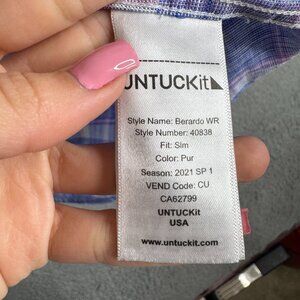 UNTUCKit
Style Name: Berardo WR
Style Number: 40838
Fit: Slm
Color: Pur
Season: 2021 SP 1
VEND Code: CU
CA62799
UNTUCKit
USA
www.untuckit.com